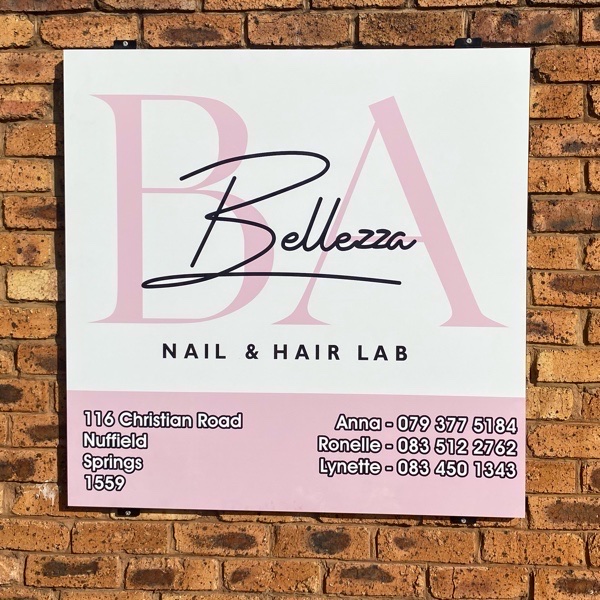 BA
Bellezza
NAIL & HAIR LAB
116 Christian Road
Nuffield
Springs
1559
Anna - 079 377 5184
Ronelle - 083 512 2762
Lynette - 083 450 1343